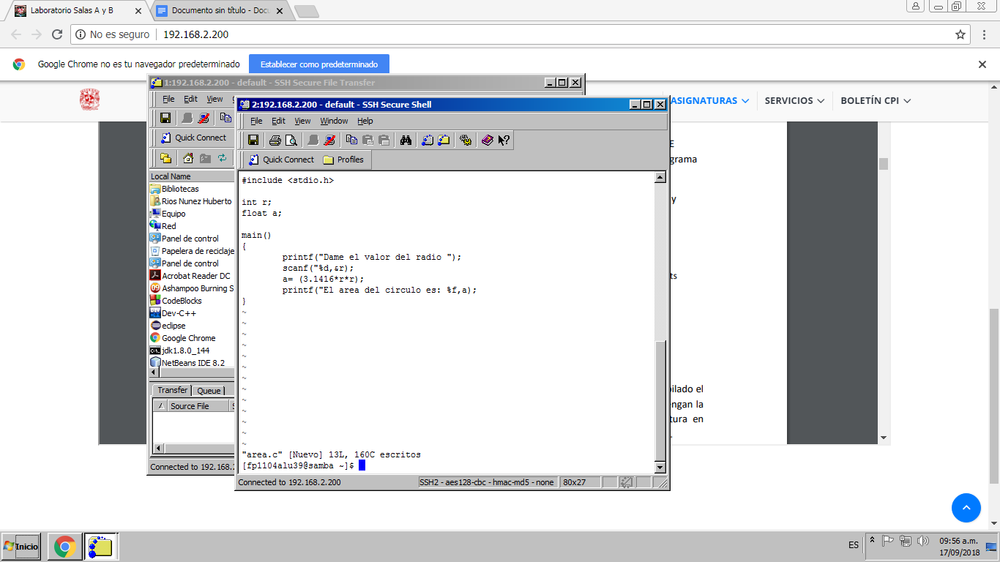 Laboratorio Salas A y B
Documento sin título - Docu
No es seguro
192.168.2.200
Google Chrome no es tu navegador predeterminado
Establecer como predeterminado
1:192.168.2.200 - default - SSH Secure File Transfer
File Edit View
Quick Connect
Local Name
Bibliotecas
Rios Nunez Huberto
Equipo
Red
Panel de control
Papelera de reciclaje
Panel de control
Acrobat Reader DC
Ashampoo Burning S
CodeBlocks
Dev-C++
eclipse
Google Chrome
jdk1.8.0_144
NetBeans IDE 8.2
Transfer Queue
Source File
Connected to 192.168.2
2:192.168.2.200 - default - SSH Secure Shell
File Edit View Window Help
Quick Connect Profiles
#include <stdio.h>
int r;
float a;
main()
{
printf("Dame el valor del radio ");
scanf("%d,&r);
a= (3.1416*r*r);
printf("El area del circulo es: %f,a);
}
~
~
~
~
~
~
~
~
~
~
~
~
~
"area.c" [Nuevo] 13L, 160C escritos
[fp1104alu39@samba ~]$
Connected to 192.168.2.200
SSH2 - aes128-cbc - hmac-md5 - none
80x27
ASIGNATURAS
SERVICIOS
BOLETÍN CPI
E
grama
y
ts
ilado el
engan la
tura en
.
Inicio
ES
09:56 a.m.
17/09/2018